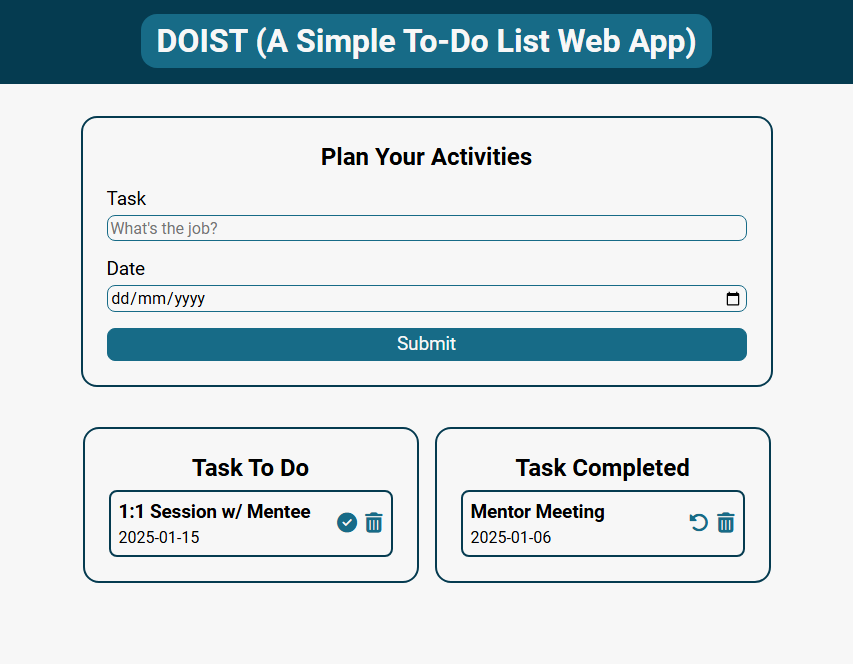 DOIST (A Simple To-Do List Web App)
Plan Your Activities
Task
What's the job?
Date
dd/mm/yyyy
Submit
Task To Do
1:1 Session w/ Mentee
2025-01-15
Task Completed
Mentor Meeting
2025-01-06